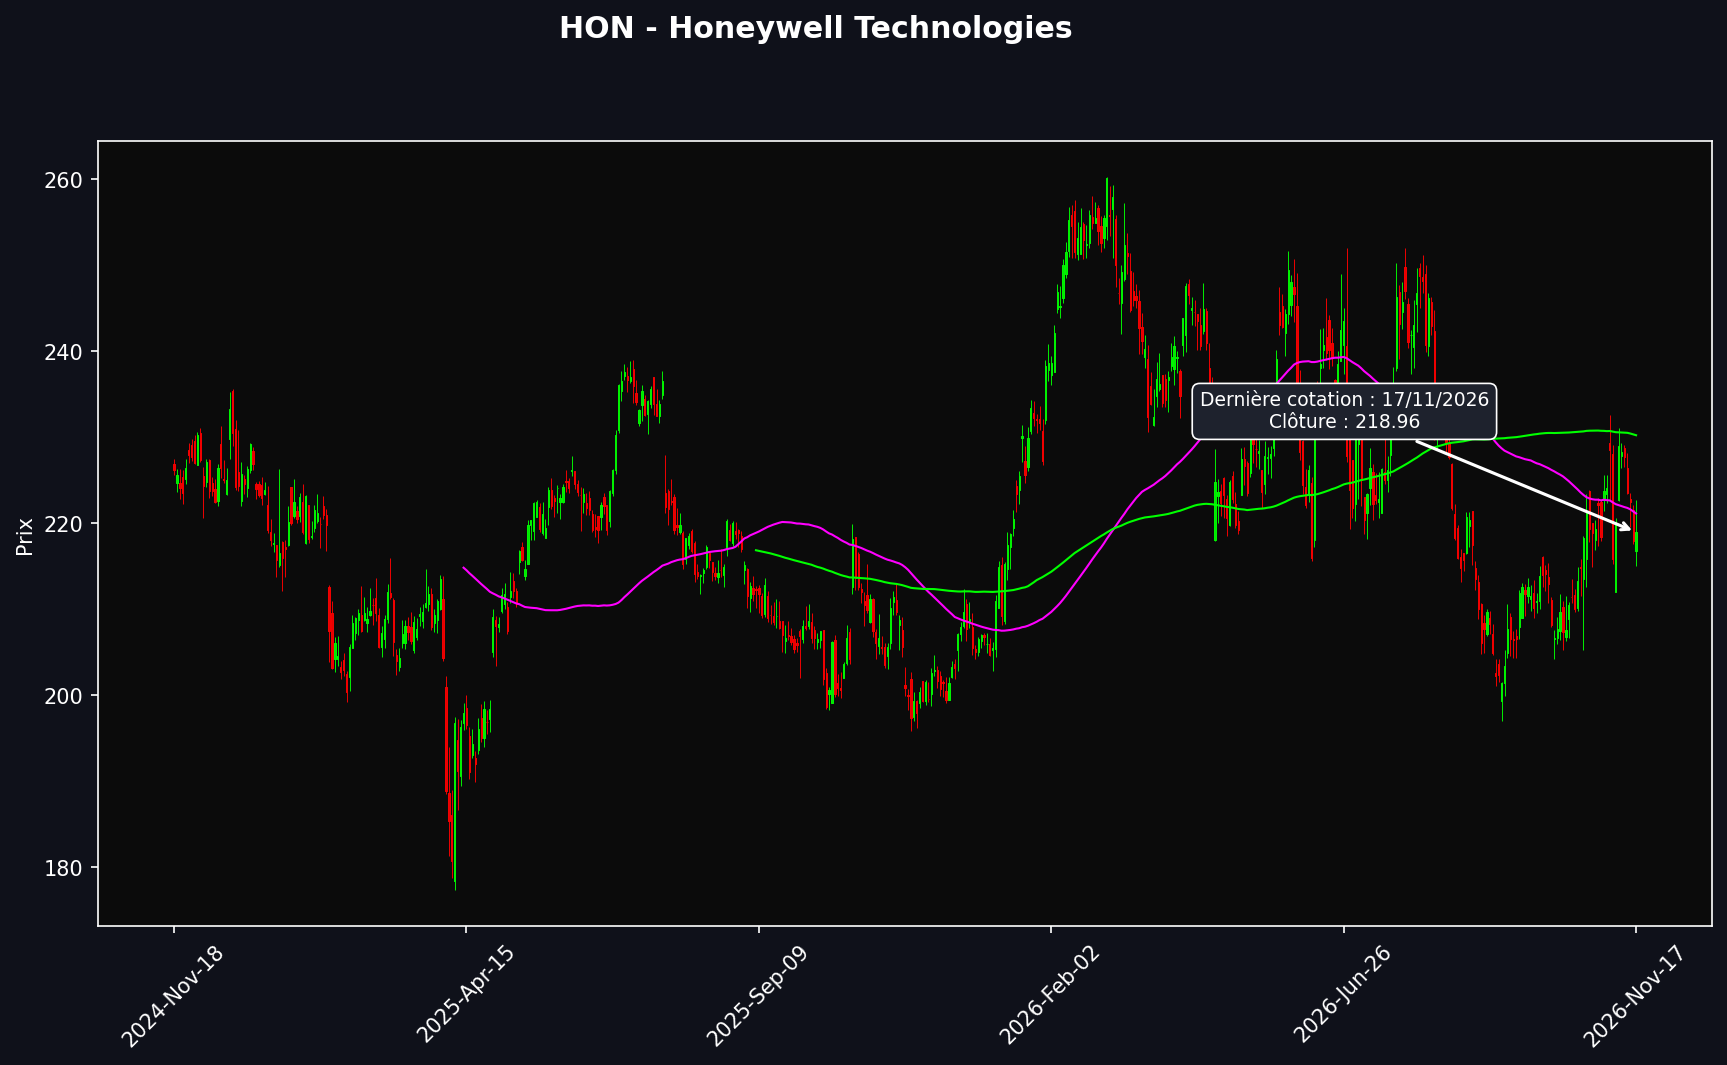 HON - Honeywell Technologies
Prix
260
240
220
200
180
Dernière cotation : 17/11/2026
Clôture : 218.96
2024-Nov-18
2025-Apr-15
2025-Sep-09
2026-Feb-02
2026-Jun-26
2026-Nov-17